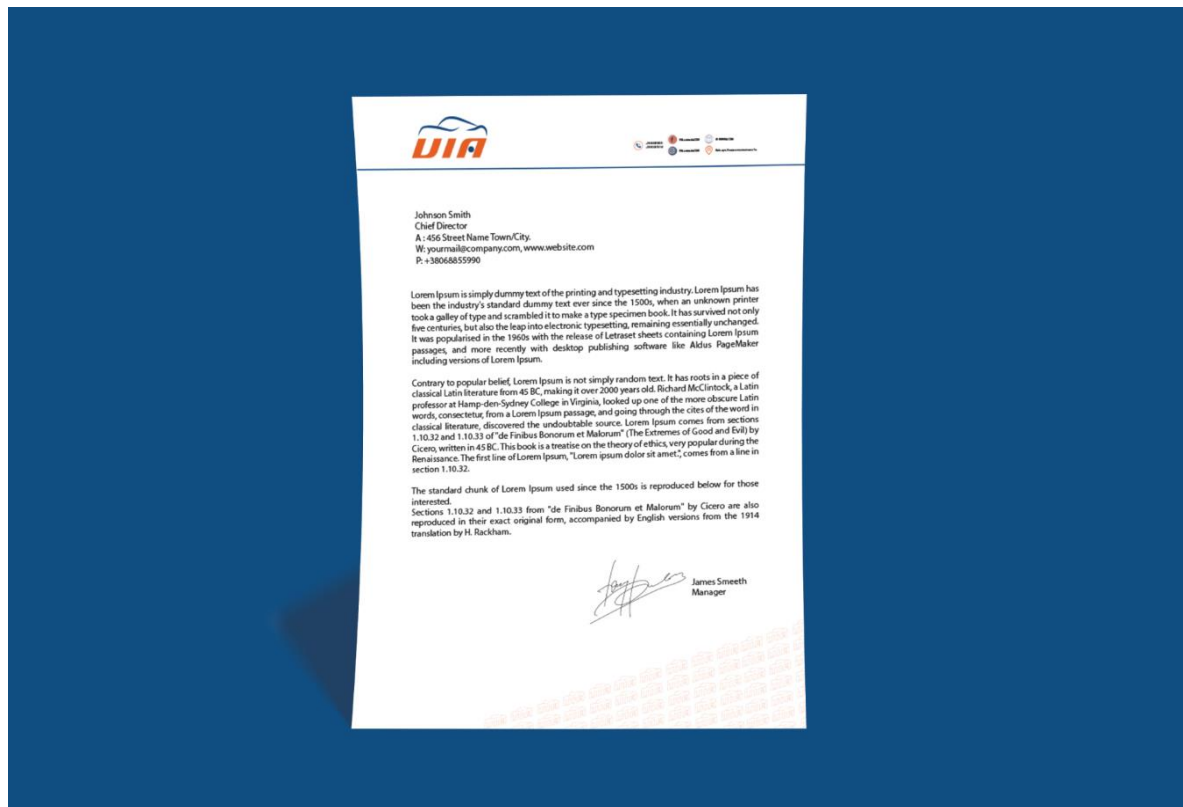 VIA
Johnson Smith
Chief Director
A : 456 Street Name Town/City.
W: yourmail@company.com, www.website.com
P: +38068855990
Lorem Ipsum is simply dummy text of the printing and typesetting industry. Lorem Ipsum has
been the industry's standard dummy text ever since the 1500s, when an unknown printer
took a galley of type and scrambled it to make a type specimen book. It has survived not only
five centuries, but also the leap into electronic typesetting, remaining essentially unchanged.
It was popularised in the 1960s with the release of Letraset sheets containing Lorem Ipsum
passages, and more recently with desktop publishing software like Aldus PageMaker
including versions of Lorem Ipsum.
Contrary to popular belief, Lorem Ipsum is not simply random text. It has roots in a piece of
classical Latin literature from 45 BC, making it over 2000 years old. Richard McClintock, a Latin
professor at Hamp-den-Sydney College in Virginia, looked up one of the more obscure Latin
words, consectetur, from a Lorem Ipsum passage, and going through the cites of the word in
classical literature, discovered the undoubtable source. Lorem Ipsum comes from sections
1.10.32 and 1.10.33 of "de Finibus Bonorum et Malorum" (The Extremes of Good and Evil) by
Cicero, written in 45 BC. This book is a treatise on the theory of ethics, very popular during the
Renaissance. The first line of Lorem Ipsum, "Lorem ipsum dolor sit amet.", comes from a line in
section 1.10.32.
The standard chunk of Lorem Ipsum used since the 1500s is reproduced below for those
interested.
Sections 1.10.32 and 1.10.33 from "de Finibus Bonorum et Malorum" by Cicero are also
reproduced in their exact original form, accompanied by English versions from the 1914
translation by H. Rackham.
James Smeeth
Manager